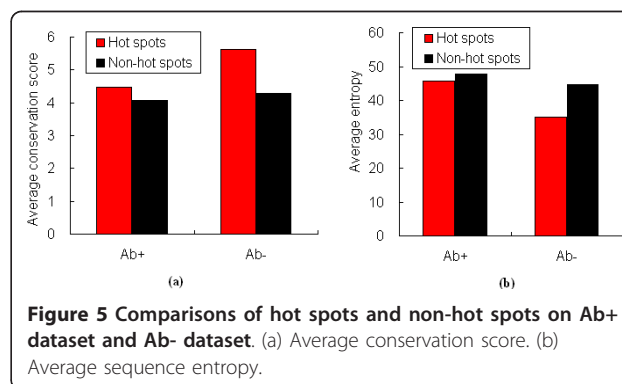 6
5
4
3
2
1
0
Average conservation score
Hot spots
Non-hot spots
Ab+
Ab-
(a)
60
50
40
30
20
10
0
Average entropy
Hot spots
Non-hot spots
Ab+
Ab-
(b)
Figure 5 Comparisons of hot spots and non-hot spots on Ab+
dataset and Ab- dataset. (a) Average conservation score. (b)
Average sequence entropy.